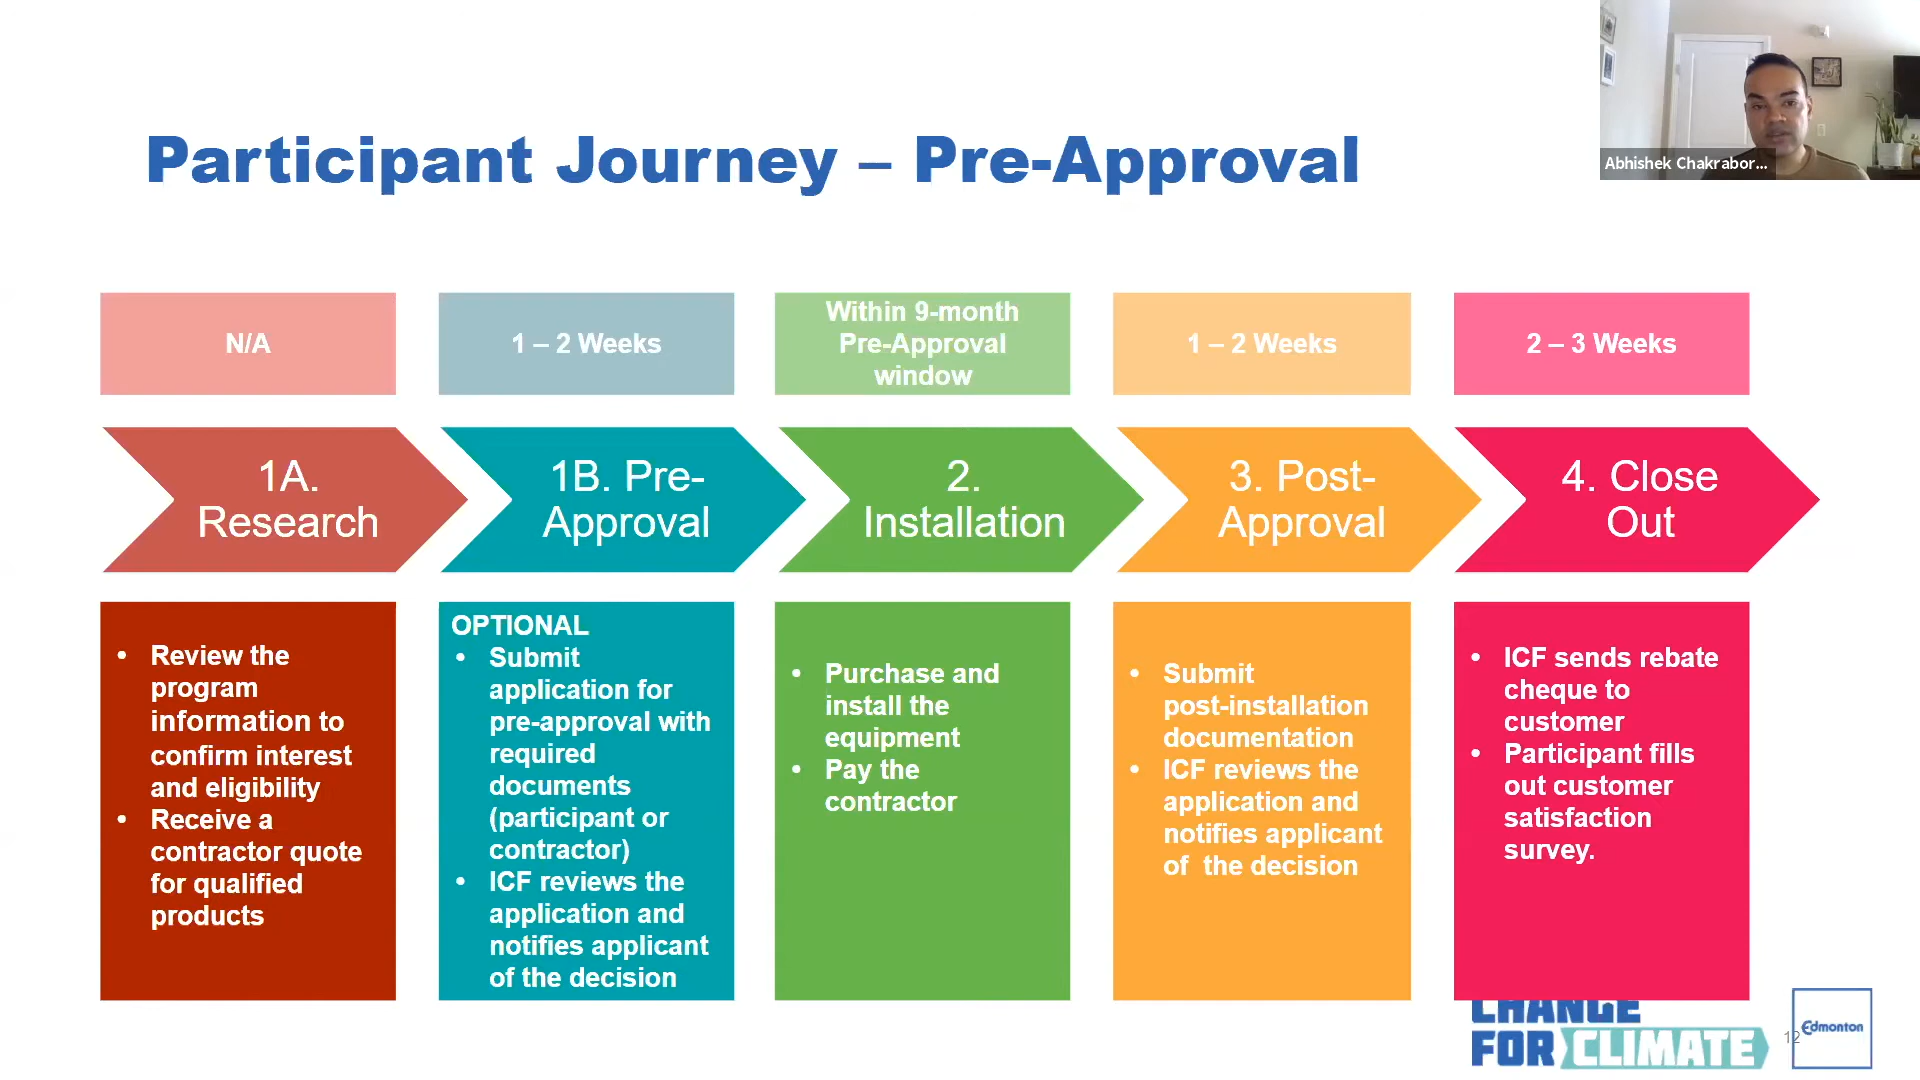 Participant Journey – Pre-Approval
Abhishek Chakrabor...
N/A
1 – 2 Weeks
Within 9-month
Pre-Approval
window
1 – 2 Weeks
2 – 3 Weeks
1A.
Research
1B. Pre-
Approval
2.
Installation
3. Post-
Approval
4. Close
Out
• Review the
program
information to
confirm interest
and eligibility
• Receive a
contractor quote
for qualified
products
OPTIONAL
• Submit
application for
pre-approval with
required
documents
(participant or
contractor)
• ICF reviews the
application and
notifies applicant
of the decision
• Purchase and
install the
equipment
• Pay the
contractor
• Submit
post-installation
documentation
• ICF reviews the
application and
notifies applicant
of the decision
• ICF sends rebate
cheque to
customer
• Participant fills
out customer
satisfaction
survey.
CHANGE
FOR CLIMATE
12
Edmonton